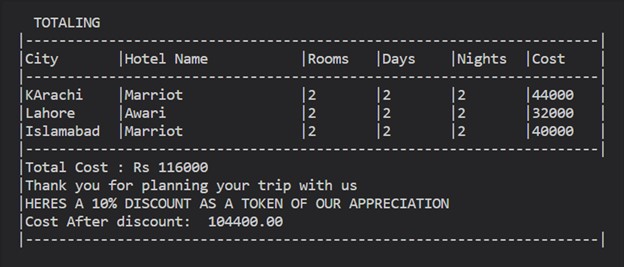 TOTALING
|----------------------------------------------------------------|
|City |Hotel Name |Rooms |Days |Nights |Cost |
|----------------------------------------------------------------|
|KArachi |Marriot |2 |2 |2 |44000 |
|Lahore |Awari |2 |2 |2 |32000 |
|Islamabad |Marriot |2 |2 |2 |40000 |
|----------------------------------------------------------------|
|Total Cost : Rs 116000
|Thank you for planning your trip with us
|HERES A 10% DISCOUNT AS A TOKEN OF OUR APPRECIATION
|Cost After discount: 104400.00
|----------------------------------------------------------------|